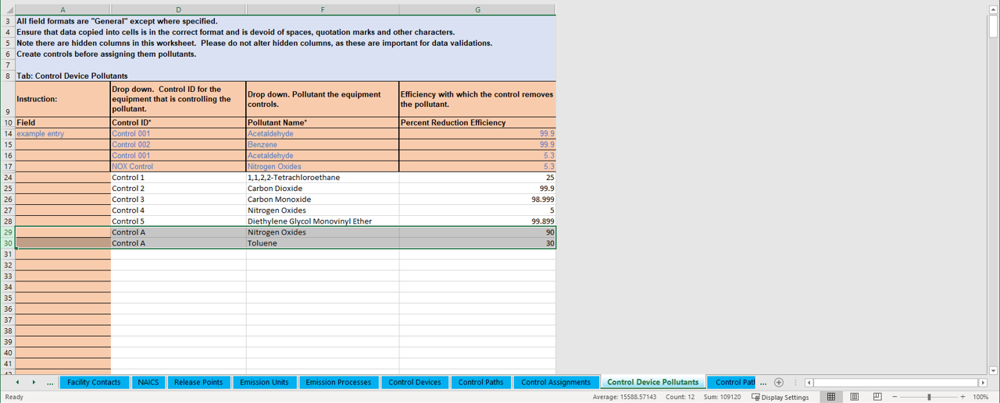 A D F G
3 All field formats are "General" except where specified.
4 Ensure that data copied into cells is in the correct format and is devoid of spaces, quotation marks and other characters.
5 Note there are hidden columns in this worksheet.  Please do not alter hidden columns, as these are important for data validations.
6 Create controls before assigning them pollutants.
7
8 Tab: Control Device Pollutants
9 Instruction:
Drop down.  Control ID for the
equipment that is controlling the
pollutant.
Drop down. Pollutant the equipment
controls.
Efficiency with which the control removes
the pollutant.
10 Field Control ID* Pollutant Name* Percent Reduction Efficiency
14 example entry Control 001 Acetaldehyde 99.9
15 Control 002 Benzene 99.9
16 Control 001 Acetaldehyde 5.3
17 NOX Control Nitrogen Oxides 5.3
24 Control 1 1,1,2,2-Tetrachloroethane 25
25 Control 2 Carbon Dioxide 99.9
26 Control 3 Carbon Monoxide 98.999
27 Control 4 Nitrogen Oxides 5
28 Control 5 Diethylene Glycol Monovinyl Ether 99.899
29 Control A Nitrogen Oxides 90
30 Control A Toluene 30
31
32
33
34
35
36
37
38
39
40
41
... Facility Contacts NAICS Release Points Emission Units Emission Processes Control Devices Control Paths Control Assignments Control Device Pollutants Control Path ...
Ready Average: 15588.57143 Count: 12 Sum: 109120 Display Settings 100%